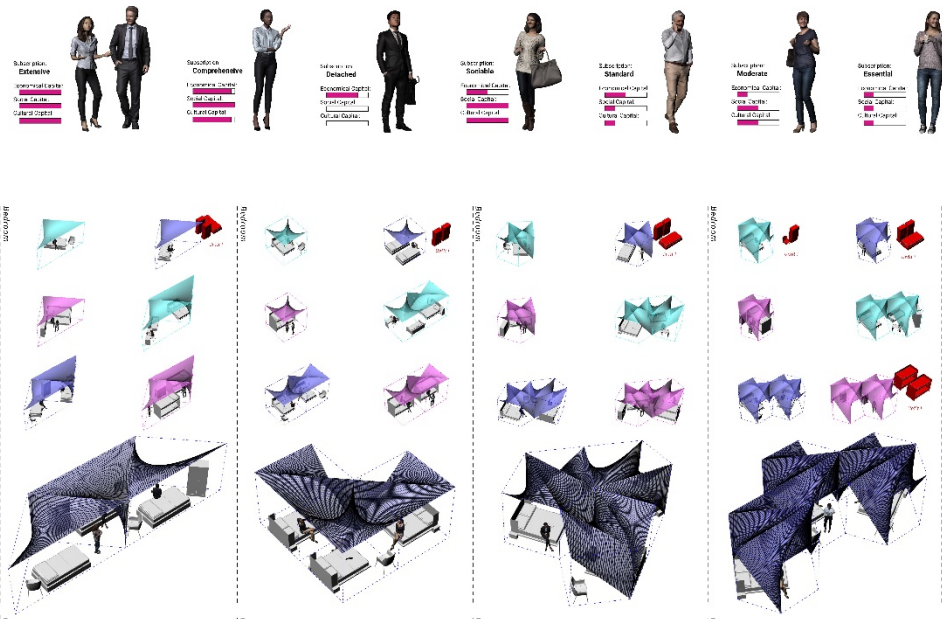 Subscription:
Extensive
Economical Capital:
Social Capital:
Cultural Capital:
Subscription:
Comprehensive
Economical Capital:
Social Capital:
Cultural Capital:
Subscription:
Detached
Economical Capital:
Social Capital
Cultural Capital:
Subscription:
Sociable
Economical Capital:
Social Capital:
Cultural Capital:
Subscription:
Standard
Economical Capital
Social Capital:
Cultural Capital
Subscription:
Moderate
Economical Capital:
Social Capital:
Cultural Capital:
Subscription:
Essential
Economical Capital:
Social Capital:
Cultural Capital:
Bedroom
Bedroom
Bedroom
Bedroom